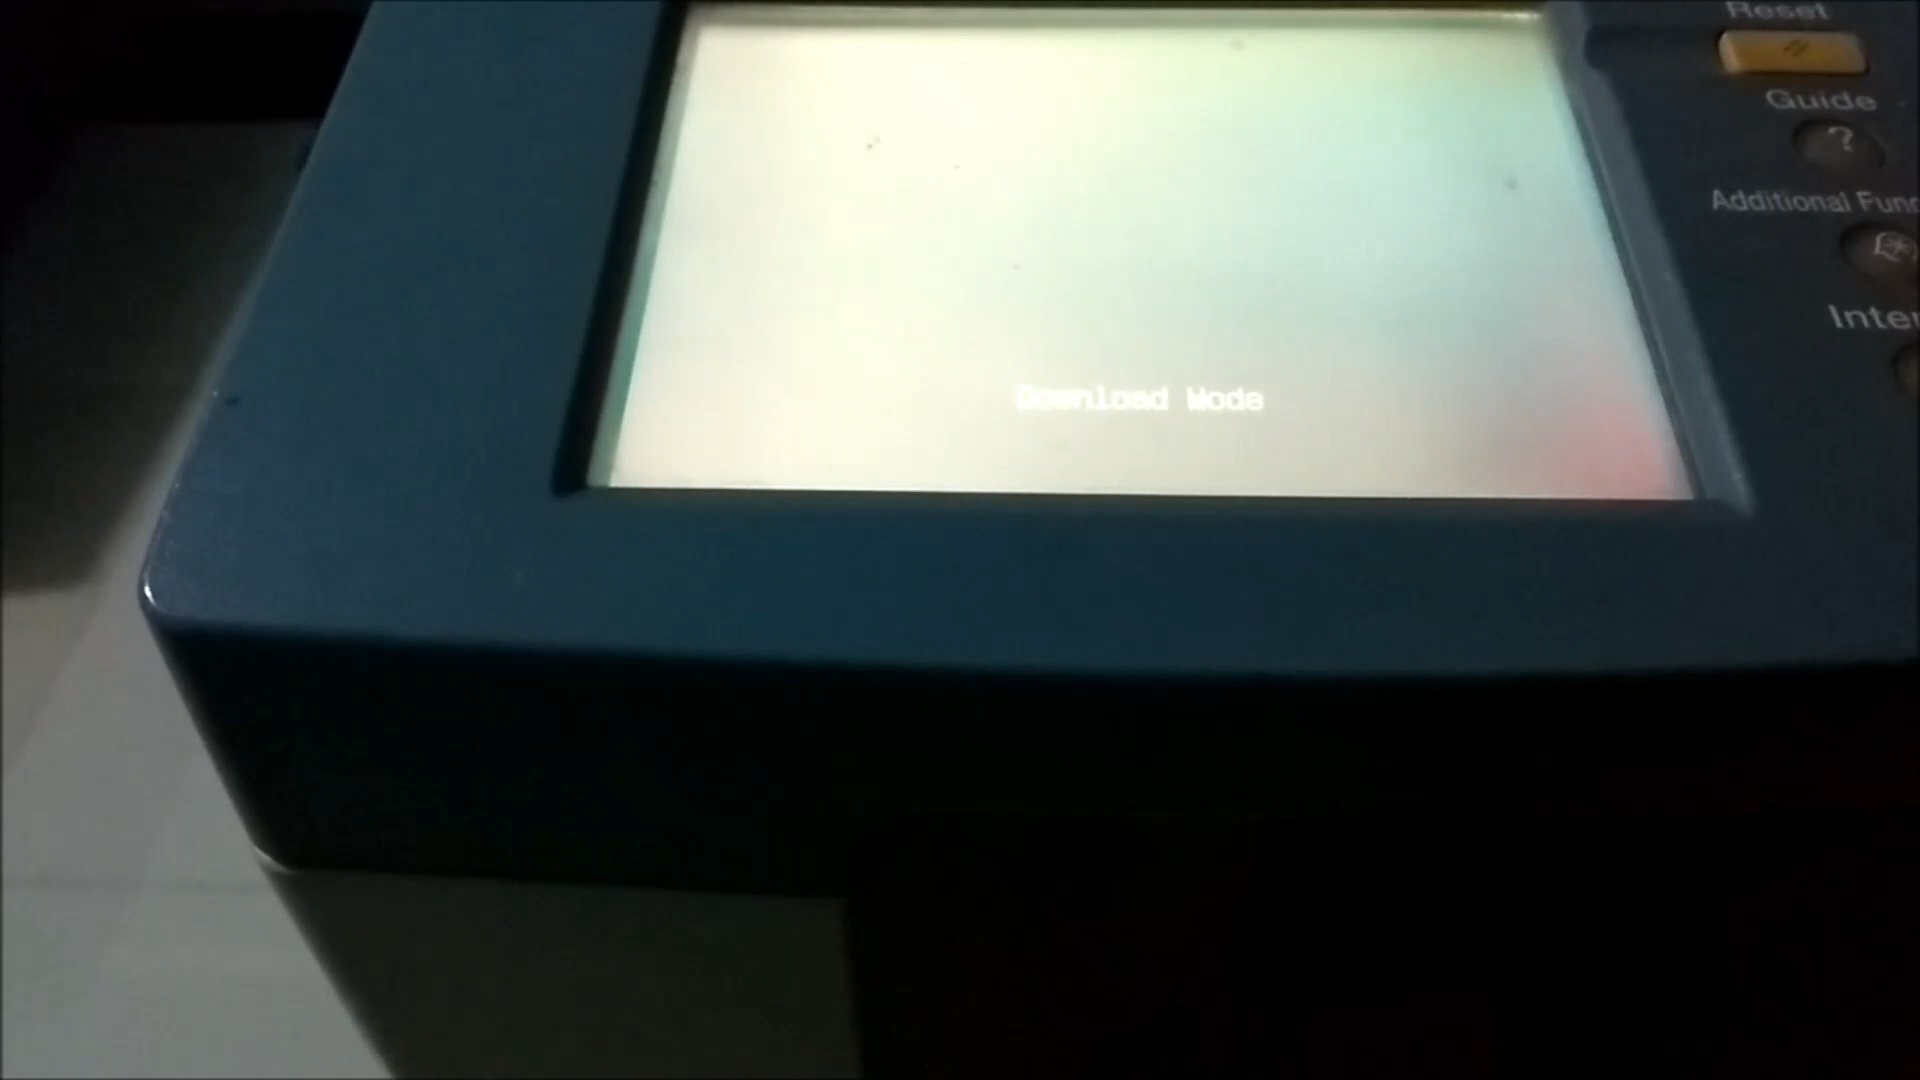 Reset
Guide
?
Additional Func
Inter
Download Mode